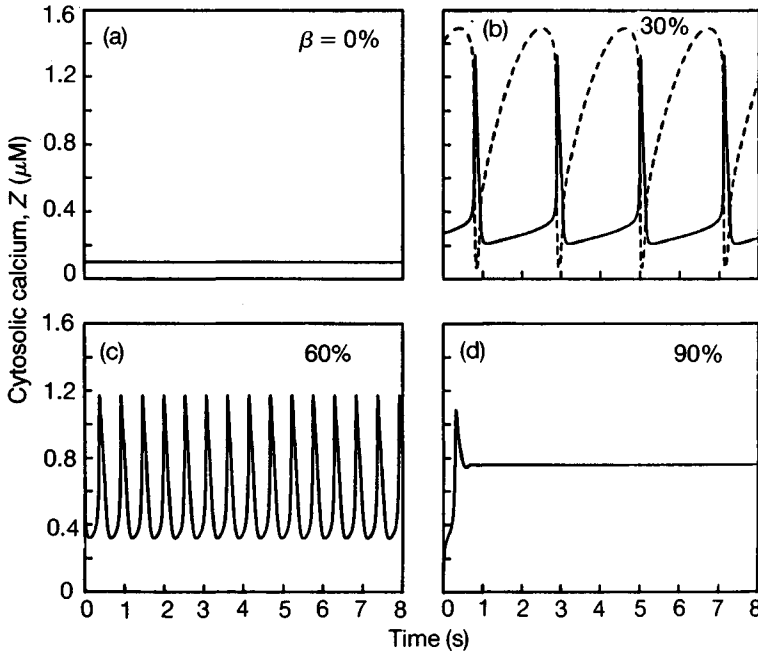 1.6
1.2
0.8
0.4
0
(a)
β = 0%
(b)
30%
1.6
1.2
0.8
0.4
0
(c)
60%
(d)
90%
0 1 2 3 4 5 6 7 8
0 1 2 3 4 5 6 7 8
Time (s)
Cytosolic calcium, Z (μM)